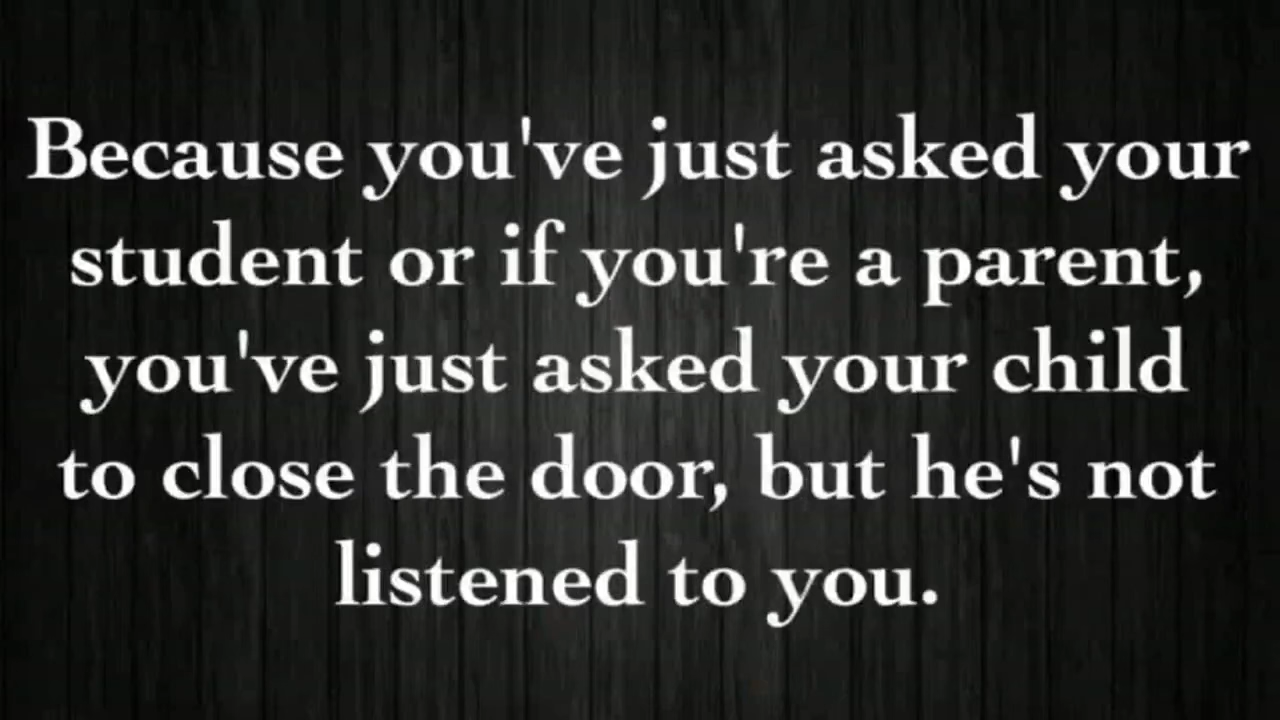 Because you've just asked your
student or if you're a parent,
you've just asked your child
to close the door, but he's not
listened to you.